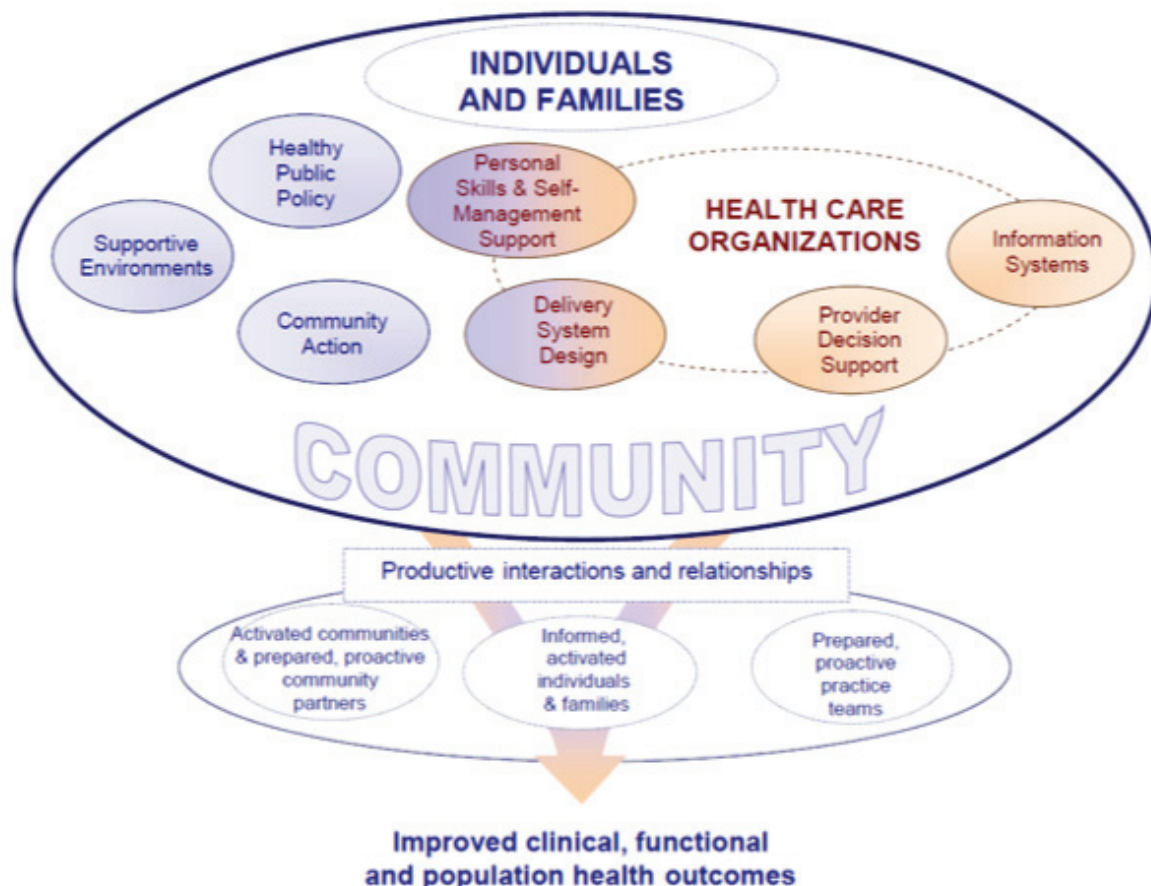 INDIVIDUALS
AND FAMILIES
Healthy
Public
Policy
Personal
Skills & Self-
Management
Support
HEALTH CARE
ORGANIZATIONS
Information
Systems
Supportive
Environments
Community
Action
Delivery
System
Design
Provider
Decision
Support
COMMUNITY
Productive interactions and relationships
Activated communities
& prepared, proactive
community
partners
Informed,
activated
individuals
& families
Prepared,
proactive
practice
teams
Improved clinical, functional
and population health outcomes